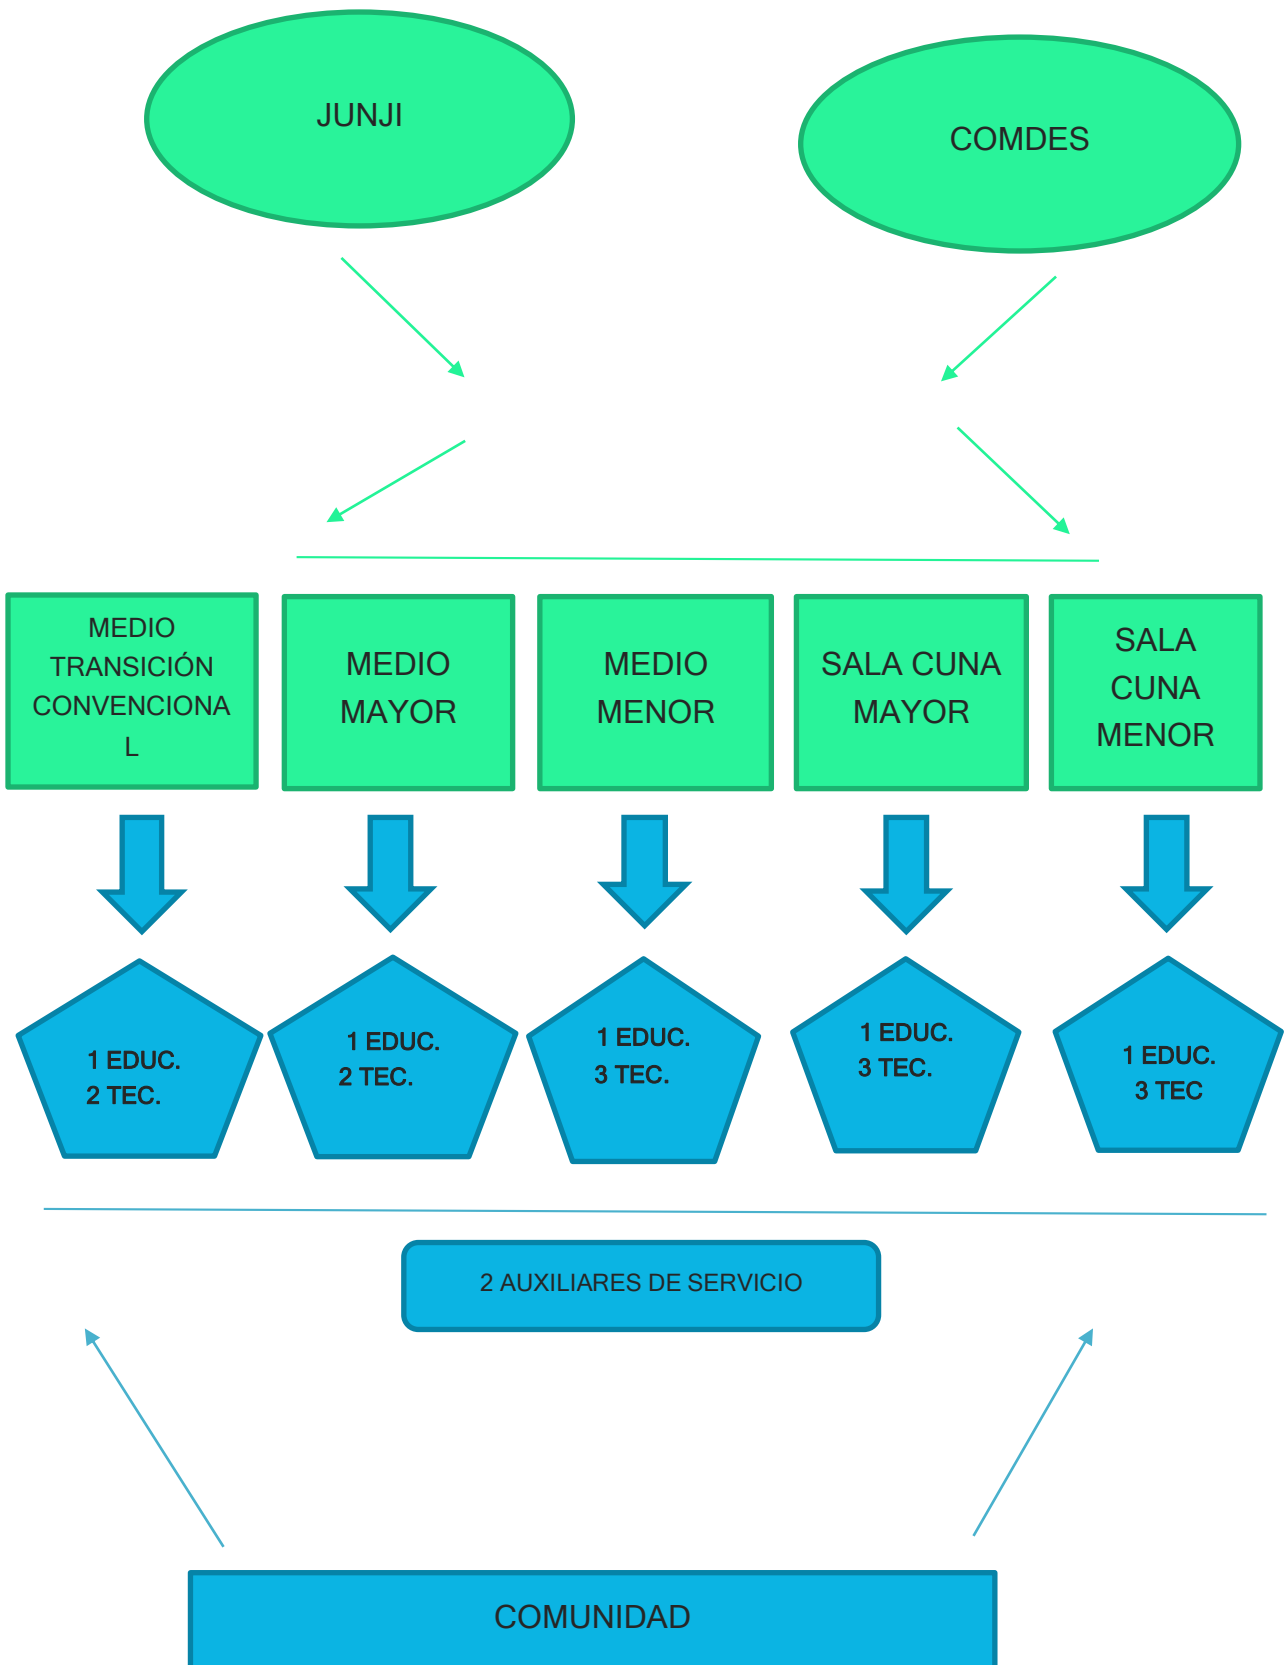 JUNJI
COMDES
MEDIO
TRANSICIÓN
CONVENCIONA
L
MEDIO
MAYOR
MEDIO
MENOR
SALA CUNA
MAYOR
SALA
CUNA
MENOR
1 EDUC.
2 TEC.
1 EDUC.
2 TEC.
1 EDUC.
3 TEC.
1 EDUC.
3 TEC.
1 EDUC.
3 TEC
2 AUXILIARES DE SERVICIO
COMUNIDAD